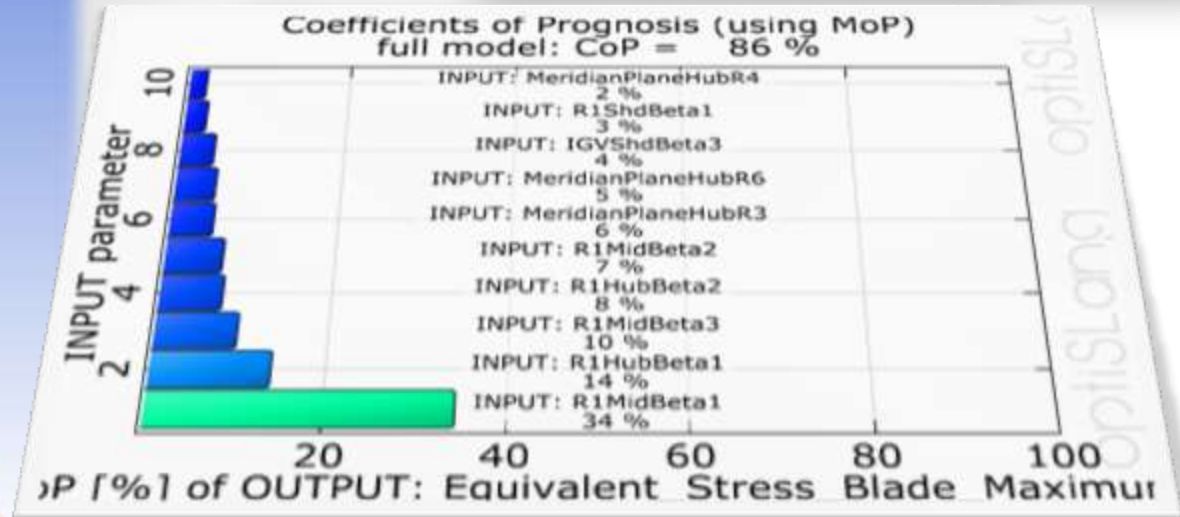 Coefficients of Prognosis (using MoP)
full model: CoP = 86 %
INPUT: MeridianPlaneHubR4
2 %
INPUT: R1ShdBeta1
3 %
INPUT: IGVShdBeta3
4 %
INPUT: MeridianPlaneHubR6
5 %
INPUT: MeridianPlaneHubR3
6 %
INPUT: R1MidBeta2
7 %
INPUT: R1HubBeta2
8 %
INPUT: R1MidBeta3
10 %
INPUT: R1HubBeta1
14 %
INPUT: R1MidBeta1
34 %
INPUT parameter
10
8
6
4
2
20 40 60 80 100
P [%] of OUTPUT: Equivalent Stress Blade Maximu
optiSLang optiSL